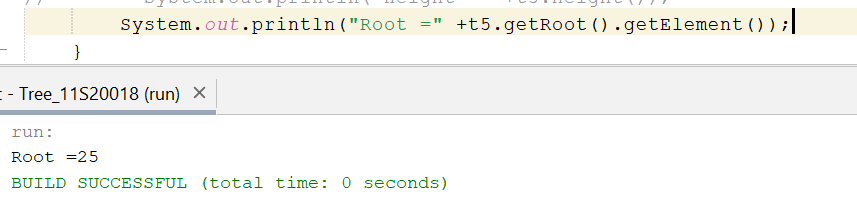 System.out.println("Root =" +t5.getRoot().getElement());
}
- Tree_11S20018 (run) ×
run:
Root =25
BUILD SUCCESSFUL (total time: 0 seconds)